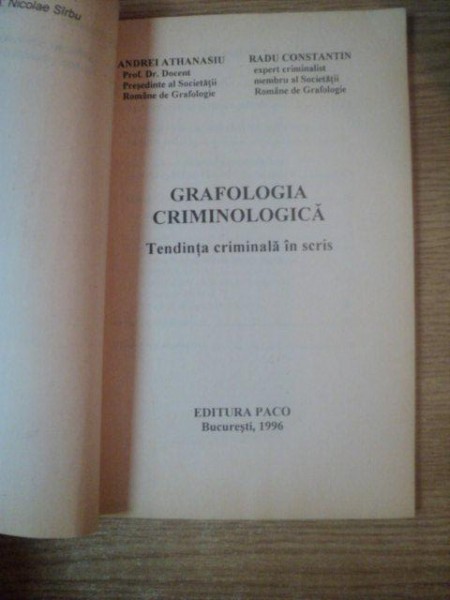 Nicolae Sîrbu
ANDREI ATHANASIU
Prof. Dr. Docent
Președinte al Societății
Române de Grafologie
RADU CONSTANTIN
expert criminalist
membru al Societății
Române de Grafologie
GRAFOLOGIA
CRIMINOLOGICĂ
Tendința criminală în scris
EDITURA PACO
București, 1996